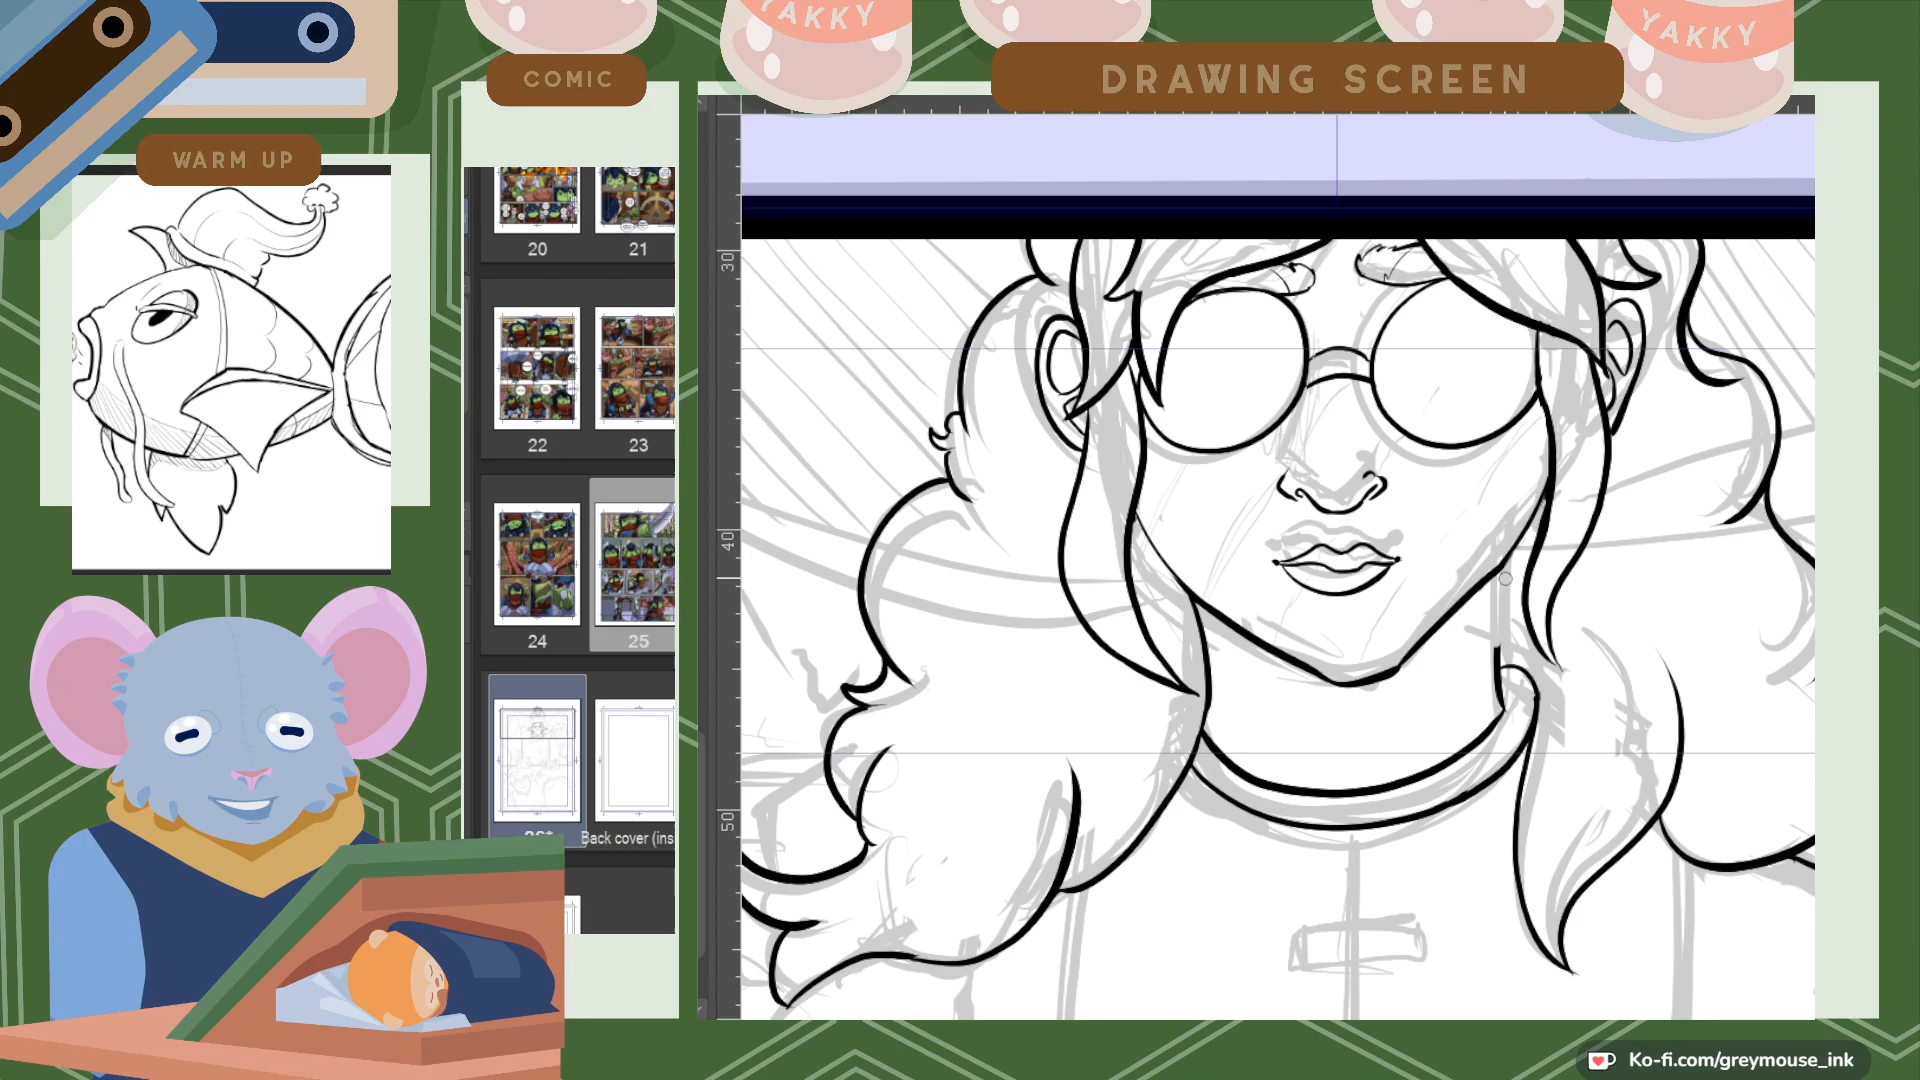 YAKKY
YAKKY
COMIC
DRAWING SCREEN
WARM UP
20
21
22
23
24
25
Back cover (ins
30
40
50
Ko-fi.com/greymouse_ink